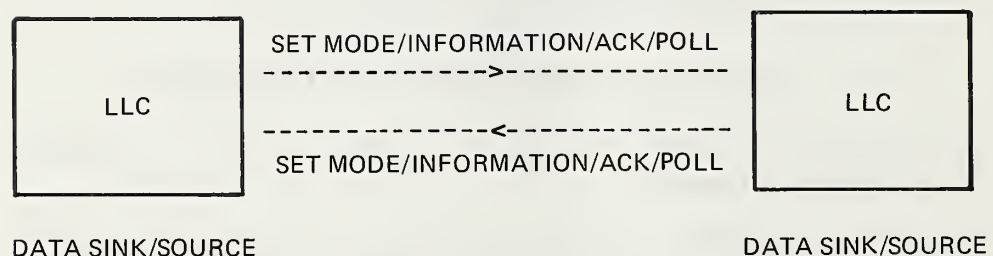 SET MODE/INFORMATION/ACK/POLL
LLC
LLC
SET MODE/INFORMATION/ACK/POLL
DATA SINK/SOURCE
DATA SINK/SOURCE